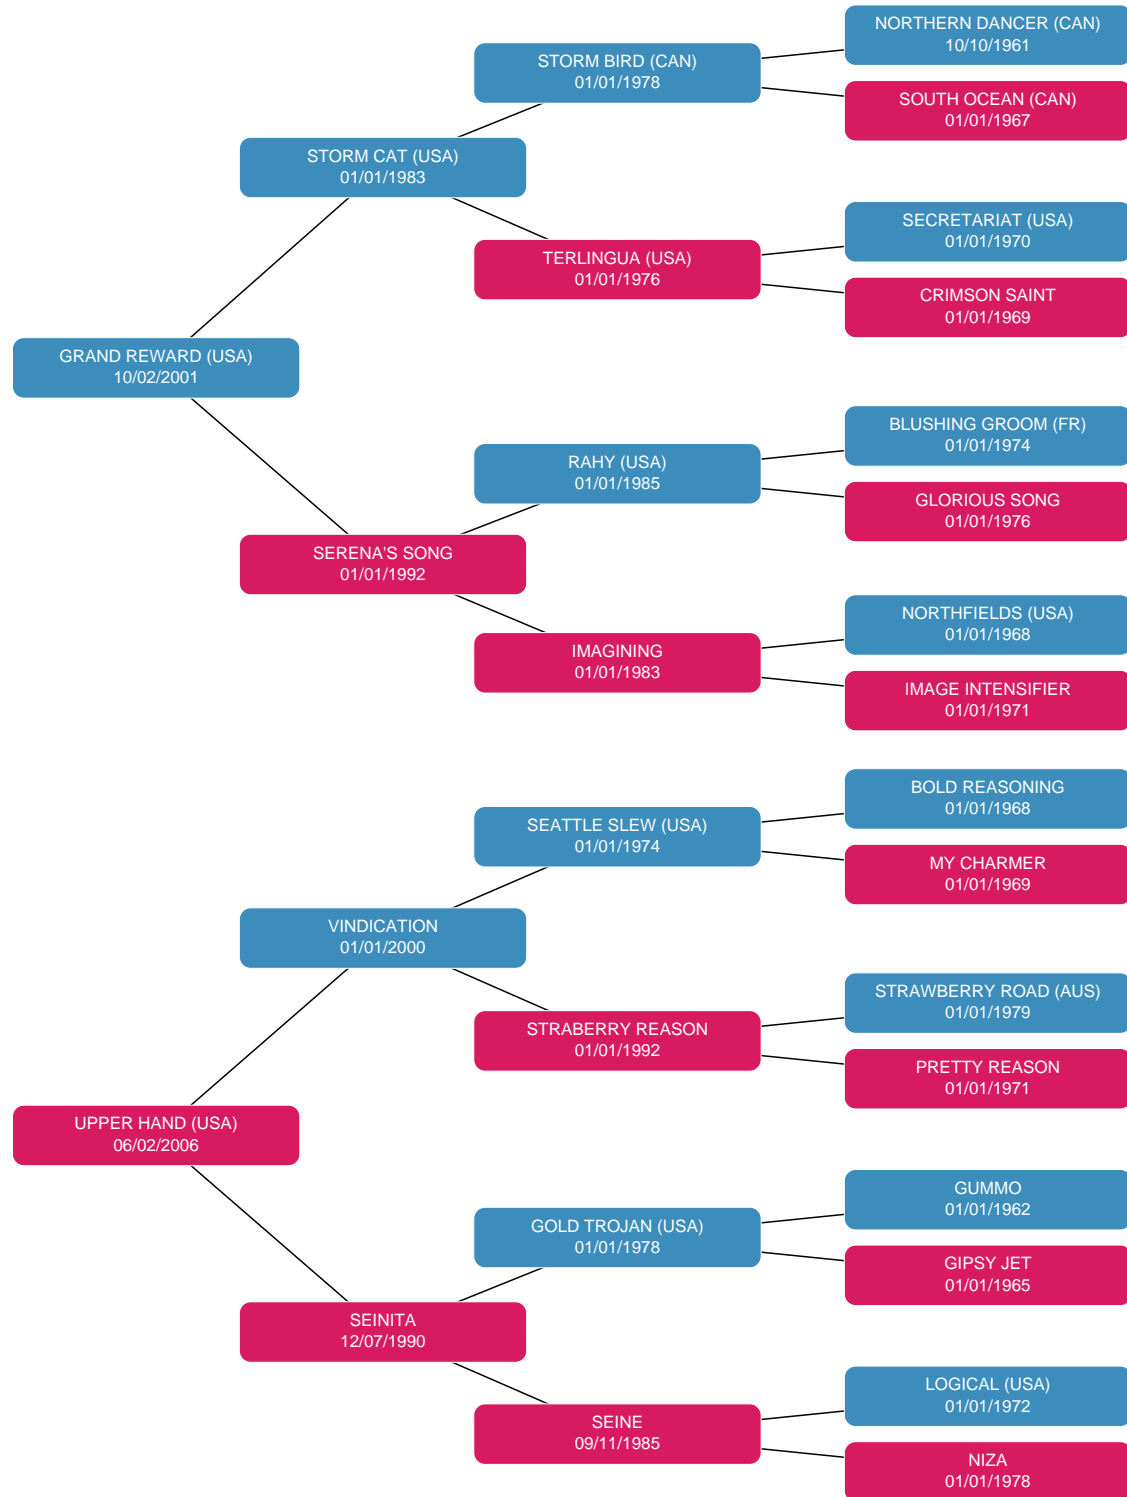 NORTHERN DANCER (CAN)
10/10/1961
STORM BIRD (CAN)
01/01/1978
SOUTH OCEAN (CAN)
01/01/1967
STORM CAT (USA)
01/01/1983
SECRETARIAT (USA)
01/01/1970
TERLINGUA (USA)
01/01/1976
CRIMSON SAINT
01/01/1969
GRAND REWARD (USA)
10/02/2001
BLUSHING GROOM (FR)
01/01/1974
RAHY (USA)
01/01/1985
GLORIOUS SONG
01/01/1976
SERENA'S SONG
01/01/1992
NORTHFIELDS (USA)
01/01/1968
IMAGINING
01/01/1983
IMAGE INTENSIFIER
01/01/1971
BOLD REASONING
01/01/1968
SEATTLE SLEW (USA)
01/01/1974
MY CHARMER
01/01/1969
VINDICATION
01/01/2000
STRAWBERRY ROAD (AUS)
01/01/1979
STRABERRY REASON
01/01/1992
PRETTY REASON
01/01/1971
UPPER HAND (USA)
06/02/2006
GUMMO
01/01/1962
GOLD TROJAN (USA)
01/01/1978
GIPSY JET
01/01/1965
SEINITA
12/07/1990
LOGICAL (USA)
01/01/1972
SEINE
09/11/1985
NIZA
01/01/1978